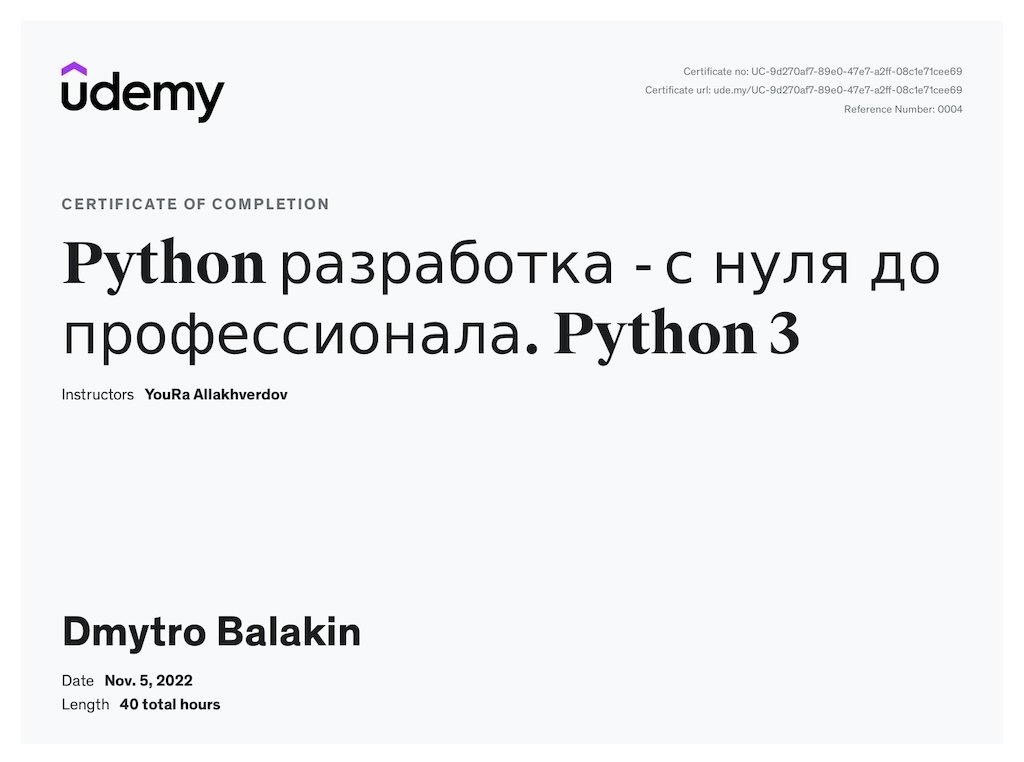 udemy
Certificate no: UC-9d270af7-89e0-47e7-a2ff-08c1e71cee69
Certificate url: ude.my/UC-9d270af7-89e0-47e7-a2ff-08c1e71cee69
Reference Number: 0004
CERTIFICATE OF COMPLETION
Python разработка - с нуля до
профессионала. Python 3
Instructors YouRa Allakhverdov
Dmytro Balakin
Date Nov. 5, 2022
Length 40 total hours